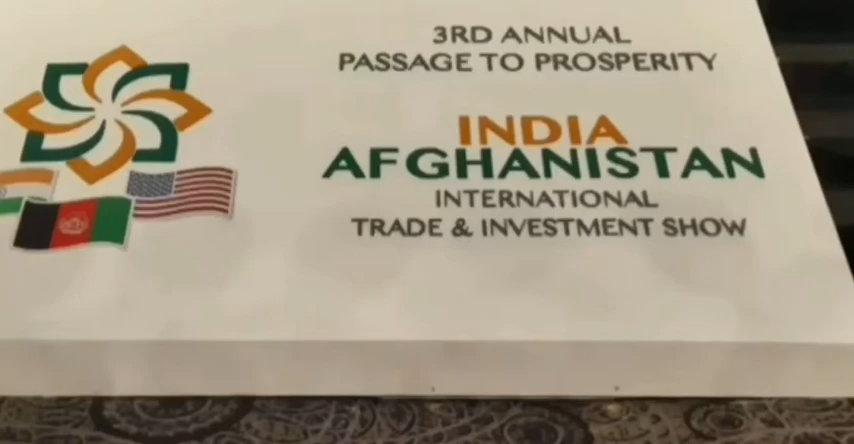 3RD ANNUAL
PASSAGE TO PROSPERITY
INDIA
AFGHANISTAN
INTERNATIONAL
TRADE & INVESTMENT SHOW